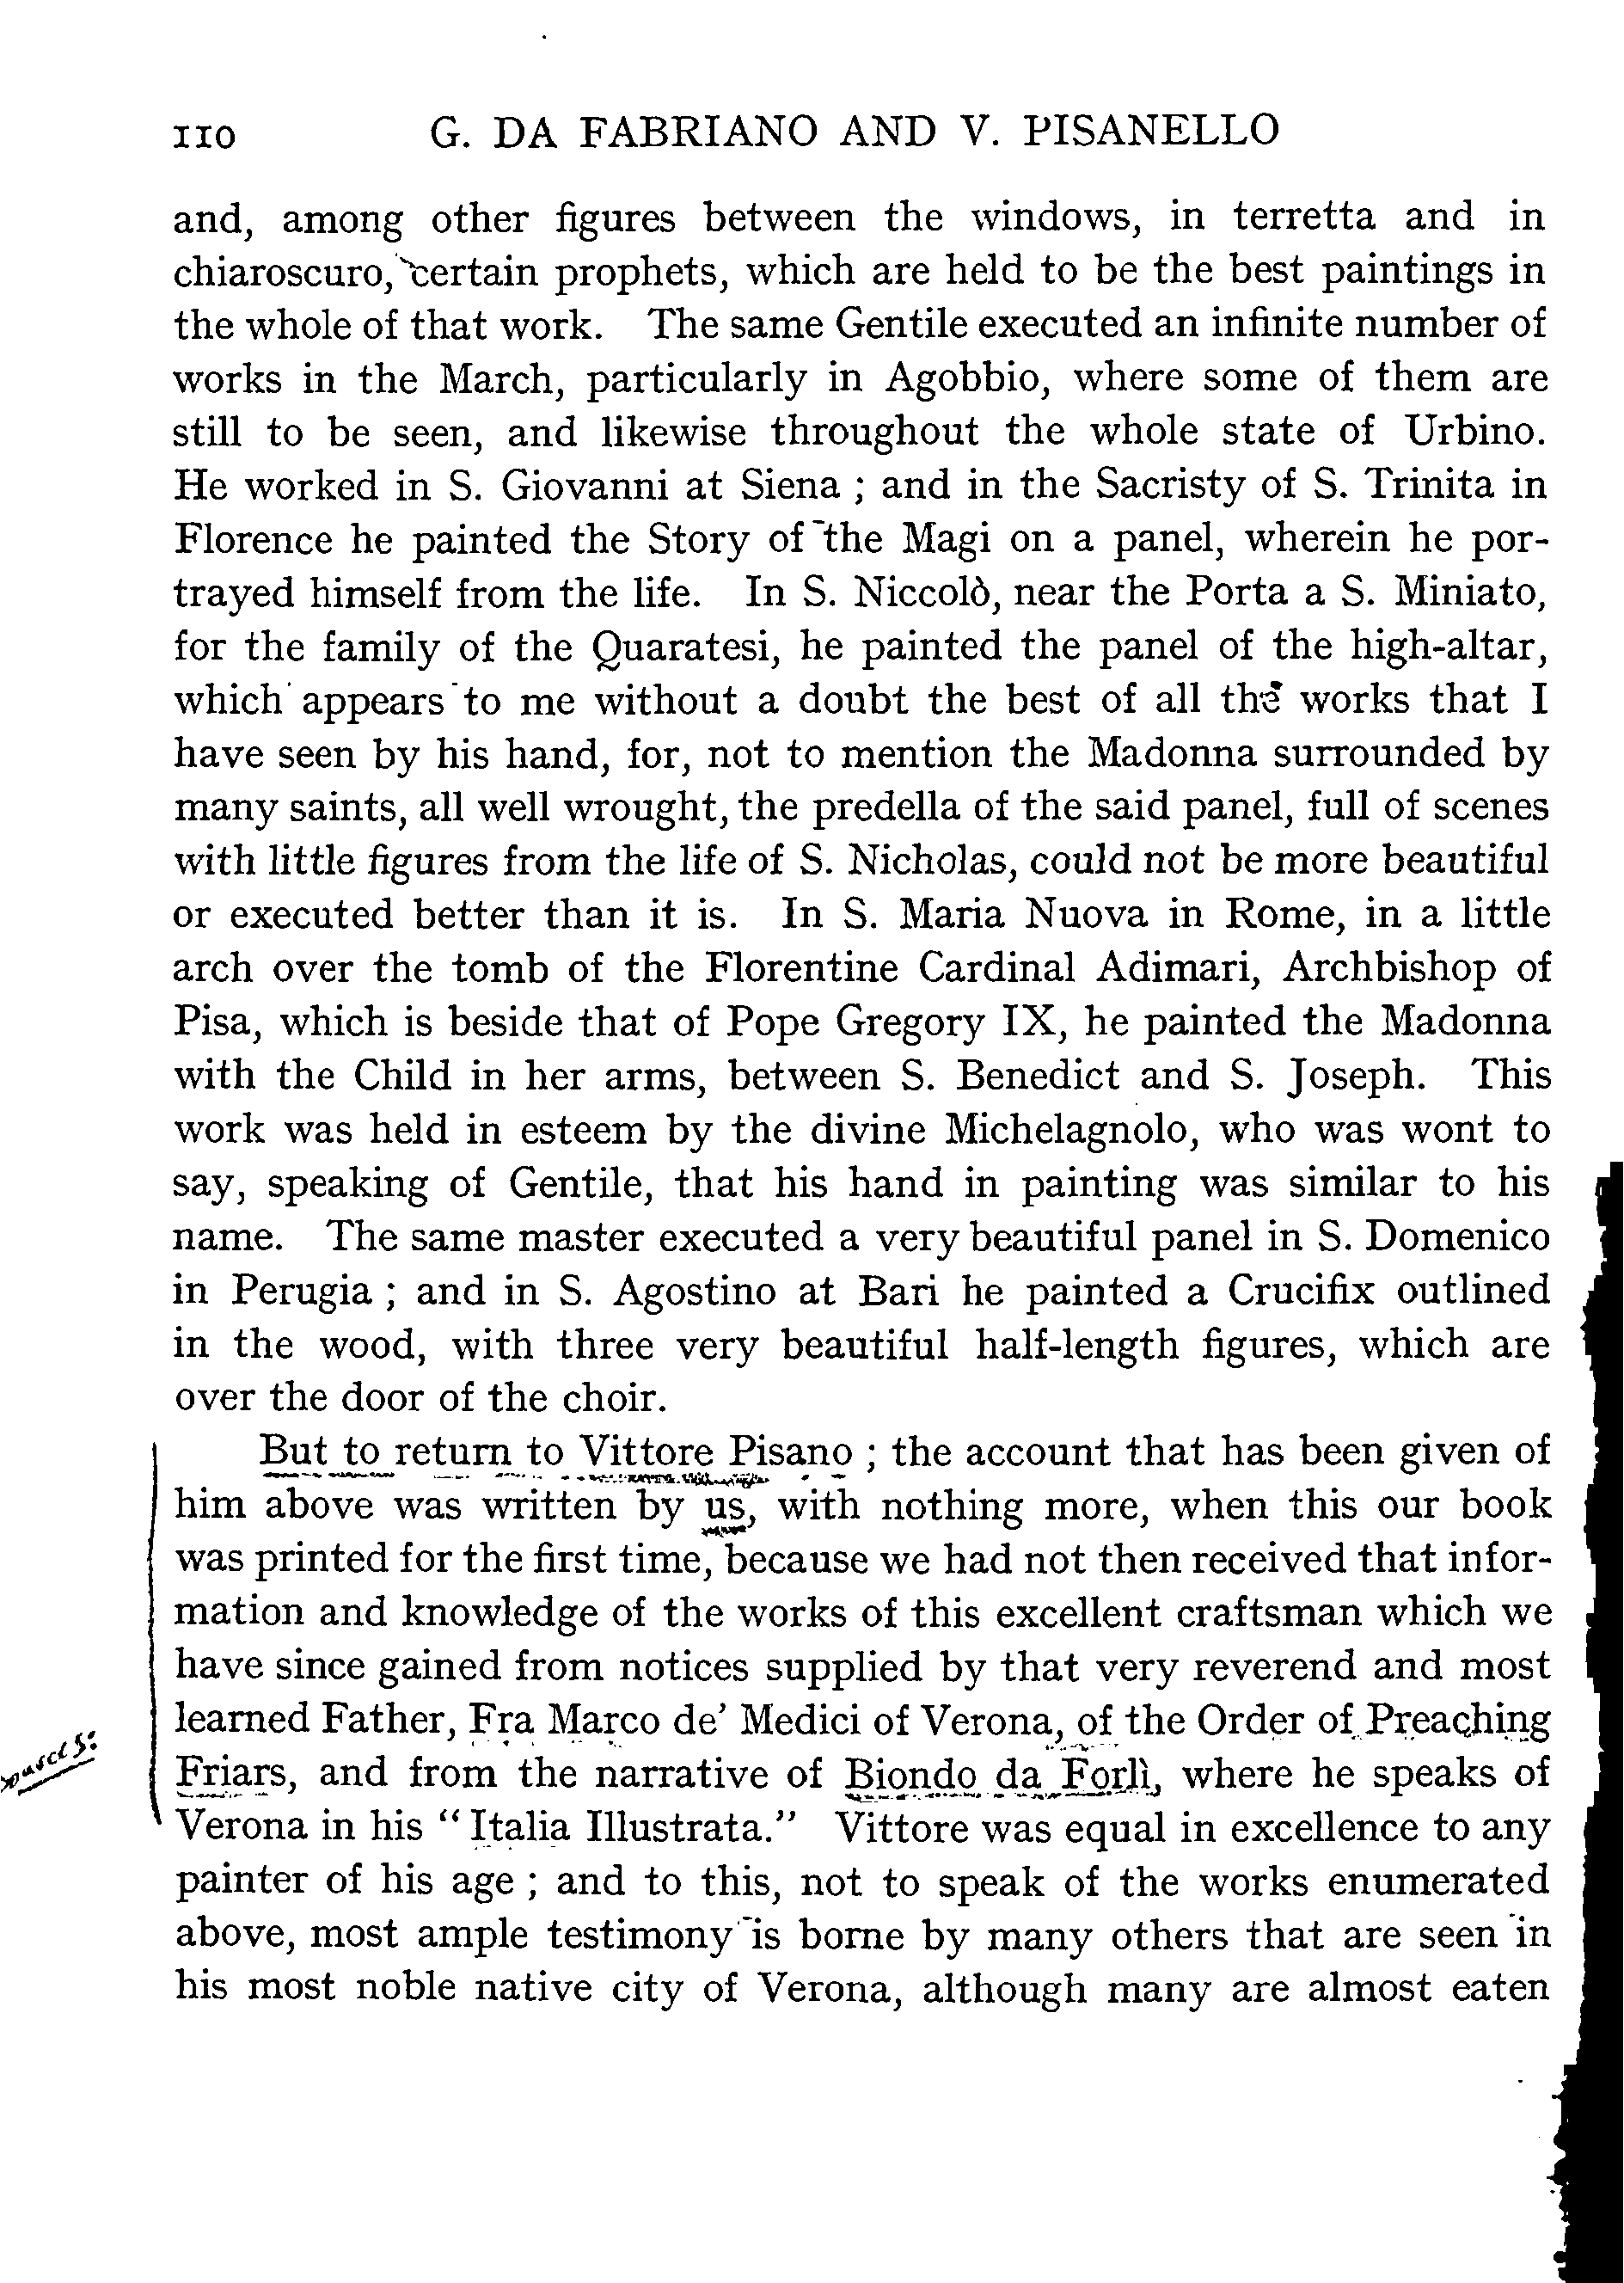 110 G. DA FABRIANO AND V. PISANELLO
and, among other figures between the windows, in terretta and in
chiaroscuro, certain prophets, which are held to be the best paintings in
the whole of that work. The same Gentile executed an infinite number of
works in the March, particularly in Agobbio, where some of them are
still to be seen, and likewise throughout the whole state of Urbino.
He worked in S. Giovanni at Siena ; and in the Sacristy of S. Trinita in
Florence he painted the Story of the Magi on a panel, wherein he por-
trayed himself from the life. In S. Niccolò, near the Porta a S. Miniato,
for the family of the Quaratesi, he painted the panel of the high-altar,
which appears to me without a doubt the best of all the works that I
have seen by his hand, for, not to mention the Madonna surrounded by
many saints, all well wrought, the predella of the said panel, full of scenes
with little figures from the life of S. Nicholas, could not be more beautiful
or executed better than it is. In S. Maria Nuova in Rome, in a little
arch over the tomb of the Florentine Cardinal Adimari, Archbishop of
Pisa, which is beside that of Pope Gregory IX, he painted the Madonna
with the Child in her arms, between S. Benedict and S. Joseph. This
work was held in esteem by the divine Michelagnolo, who was wont to
say, speaking of Gentile, that his hand in painting was similar to his
name. The same master executed a very beautiful panel in S. Domenico
in Perugia ; and in S. Agostino at Bari he painted a Crucifix outlined
in the wood, with three very beautiful half-length figures, which are
over the door of the choir.
But to return to Vittore Pisano ; the account that has been given of
him above was written by us, with nothing more, when this our book
was printed for the first time, because we had not then received that infor-
mation and knowledge of the works of this excellent craftsman which we
have since gained from notices supplied by that very reverend and most
learned Father, Fra Marco de' Medici of Verona, of the Order of Preaching
Friars, and from the narrative of Biondo da Forlì, where he speaks of
Verona in his “ Italia Illustrata.” Vittore was equal in excellence to any
painter of his age ; and to this, not to speak of the works enumerated
above, most ample testimony is borne by many others that are seen in
his most noble native city of Verona, although many are almost eaten